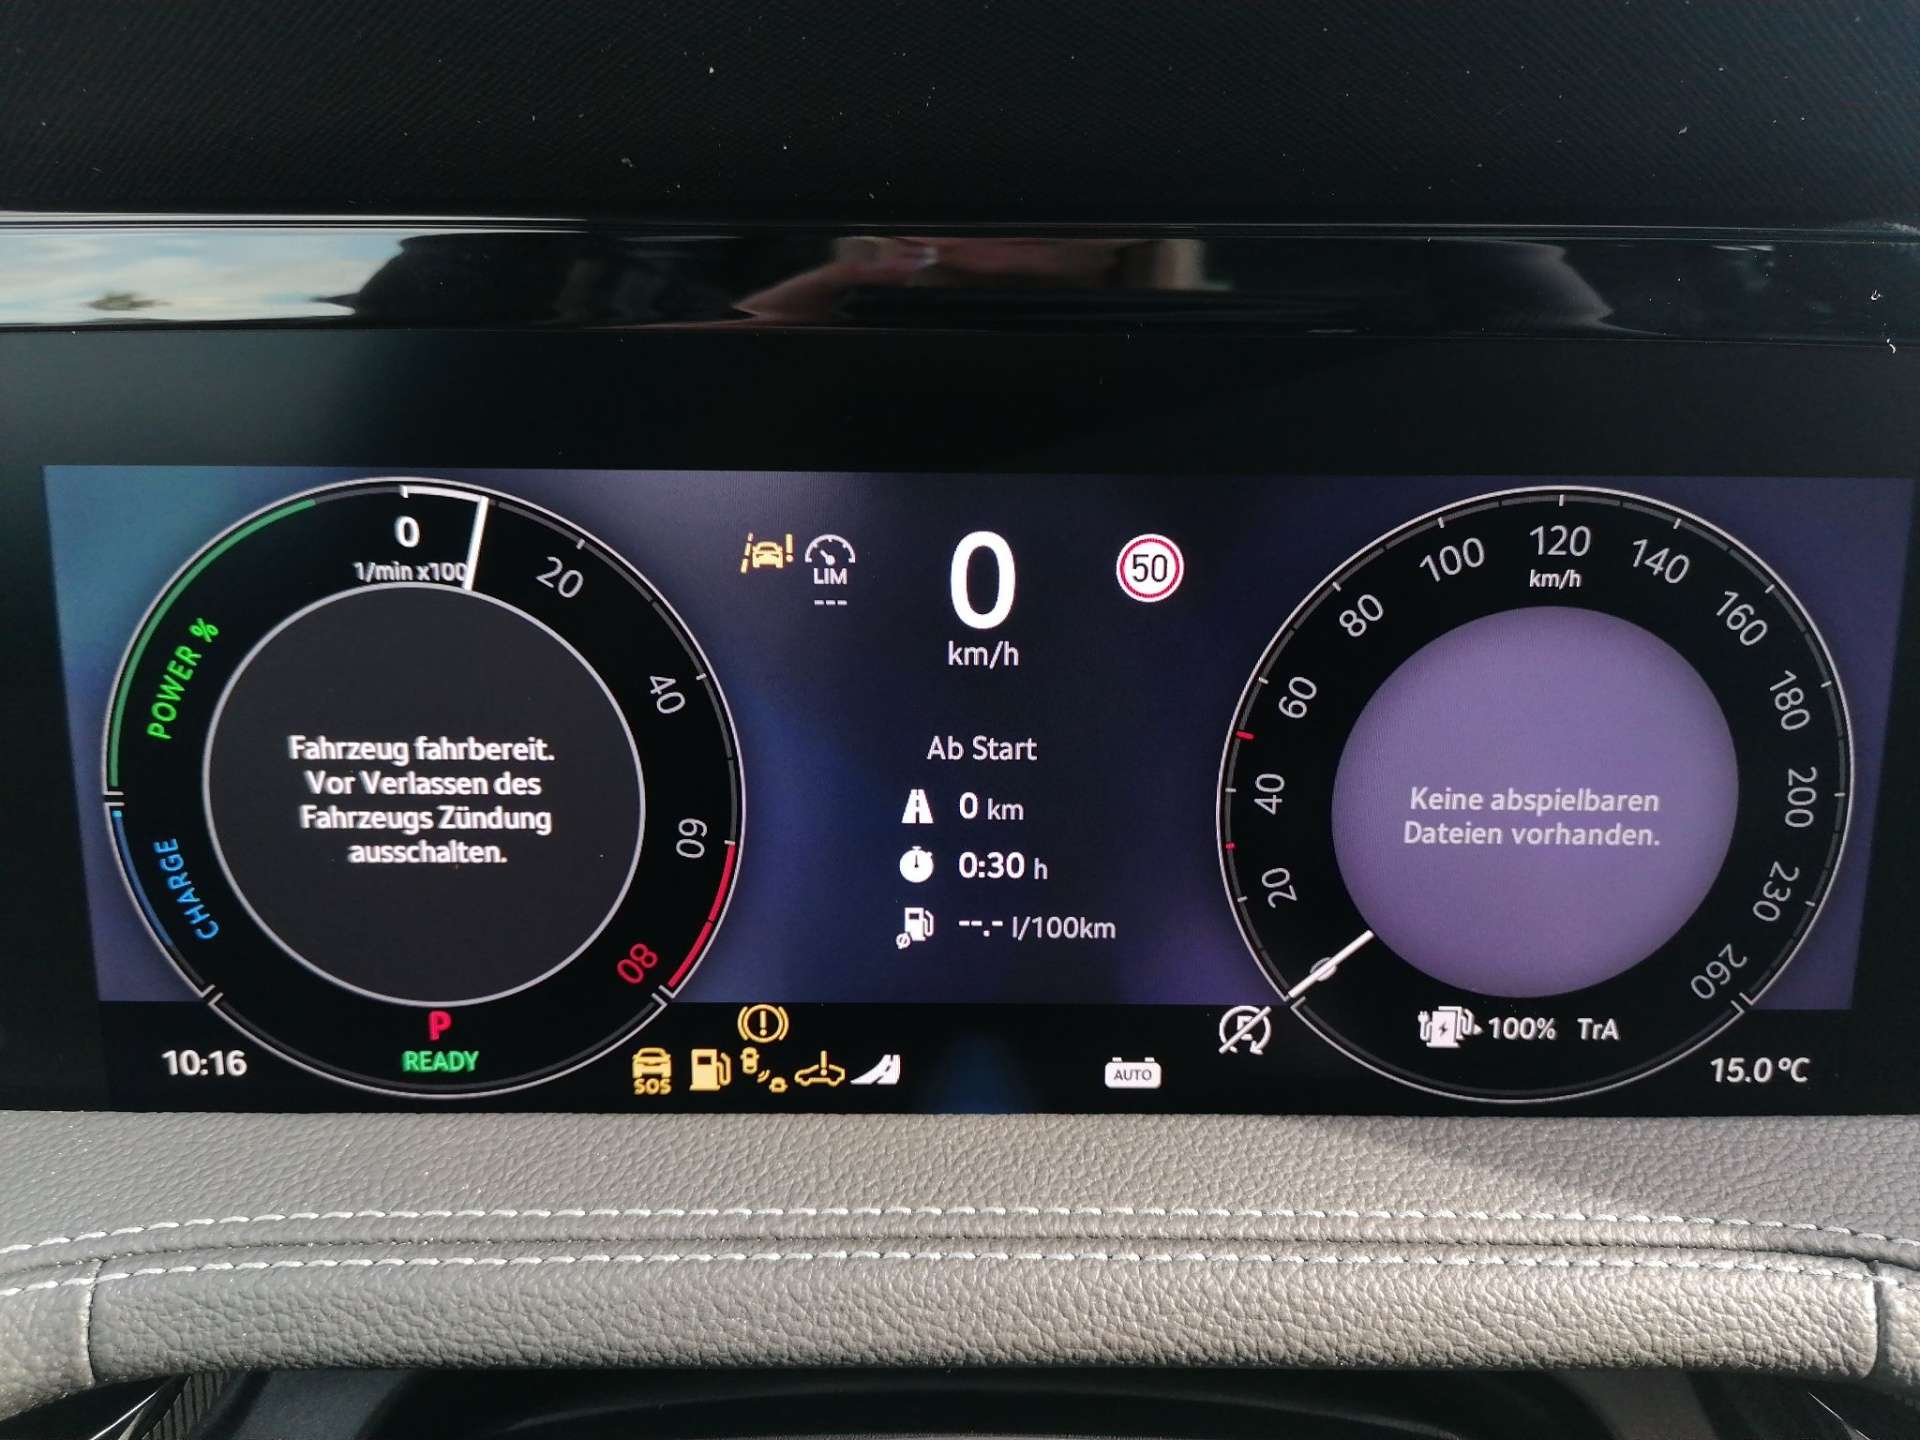 0
1/min x100
20
40
60
80
POWER %
CHARGE
Fahrzeug fahrbereit.
Vor Verlassen des
Fahrzeugs Zündung
ausschalten.
P
READY
10:16
LIM
---
0
km/h
50
Ab Start
0 km
0:30 h
--.- l/100km
SOS
AUTO
20
40
60
80
100
120
km/h
140
160
180
200
230
260
Keine abspielbaren
Dateien vorhanden.
100% TrA
15.0 °C